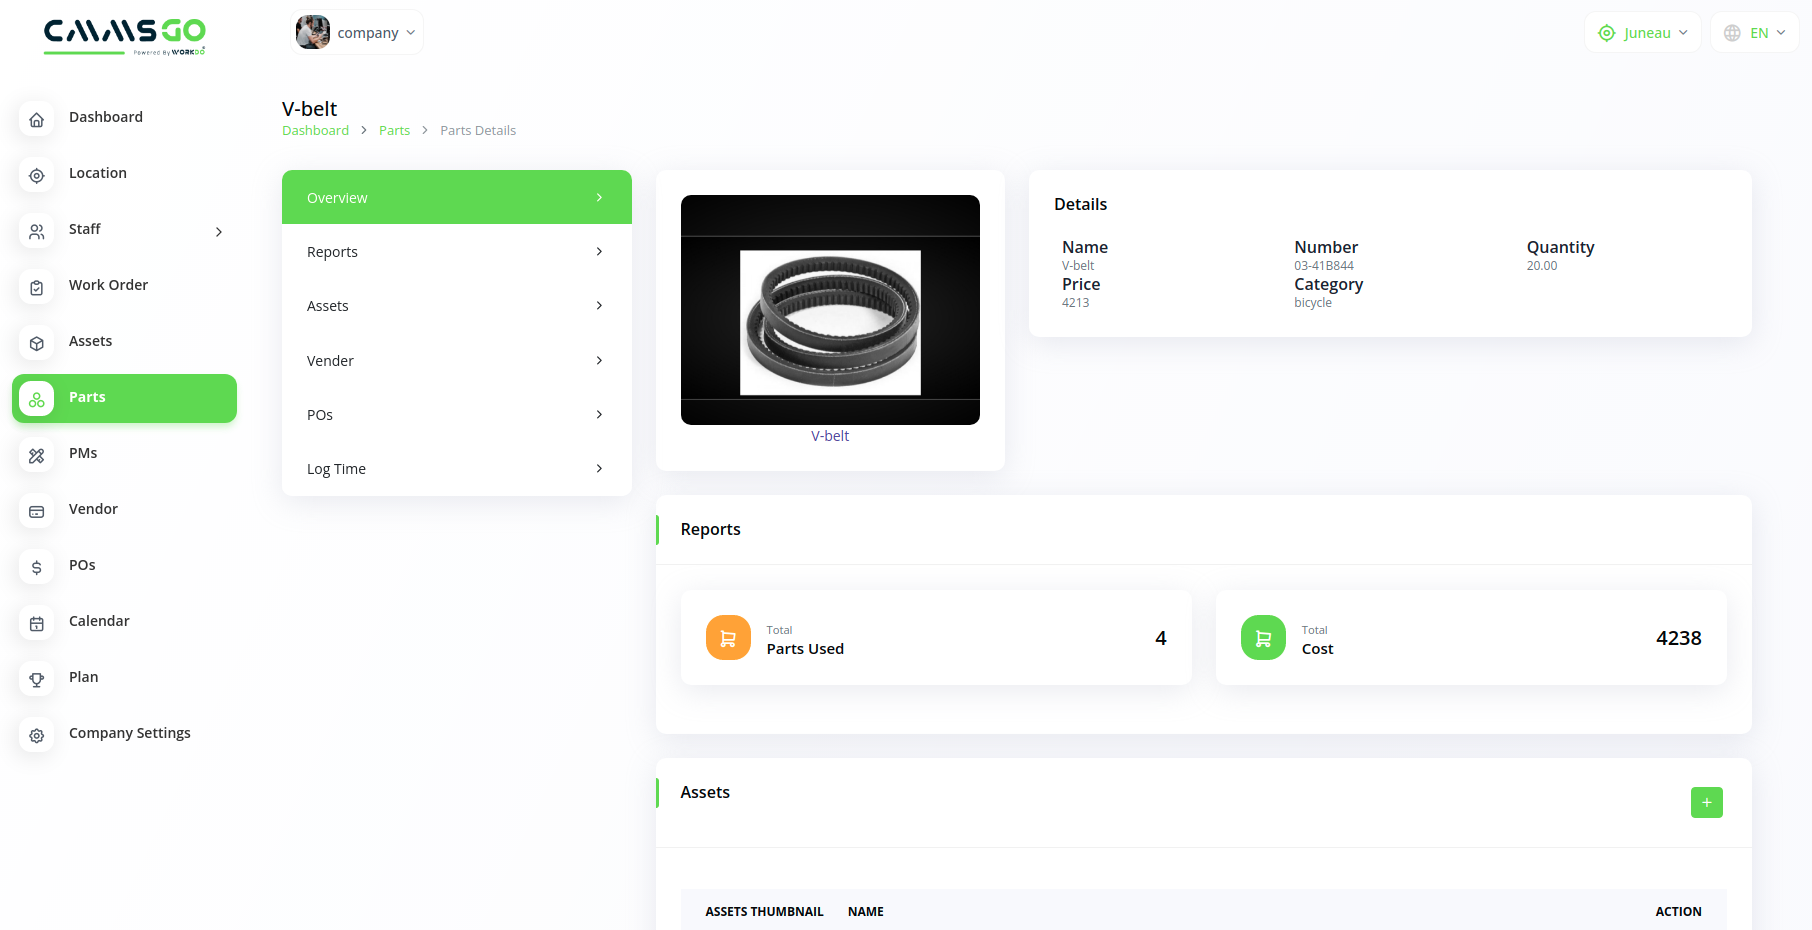 CMMSGO
Powered By WORKDO
company
Juneau
EN
Dashboard
Location
Staff
Work Order
Assets
Parts
PMs
Vendor
POs
Calendar
Plan
Company Settings
V-belt
Dashboard > Parts > Parts Details
Overview
Reports
Assets
Vender
POs
Log Time
V-belt
Details
Name
V-belt
Number
03-41B844
Quantity
20.00
Price
4213
Category
bicycle
Reports
Total
Parts Used
4
Total
Cost
4238
Assets
+
ASSETS THUMBNAIL NAME ACTION